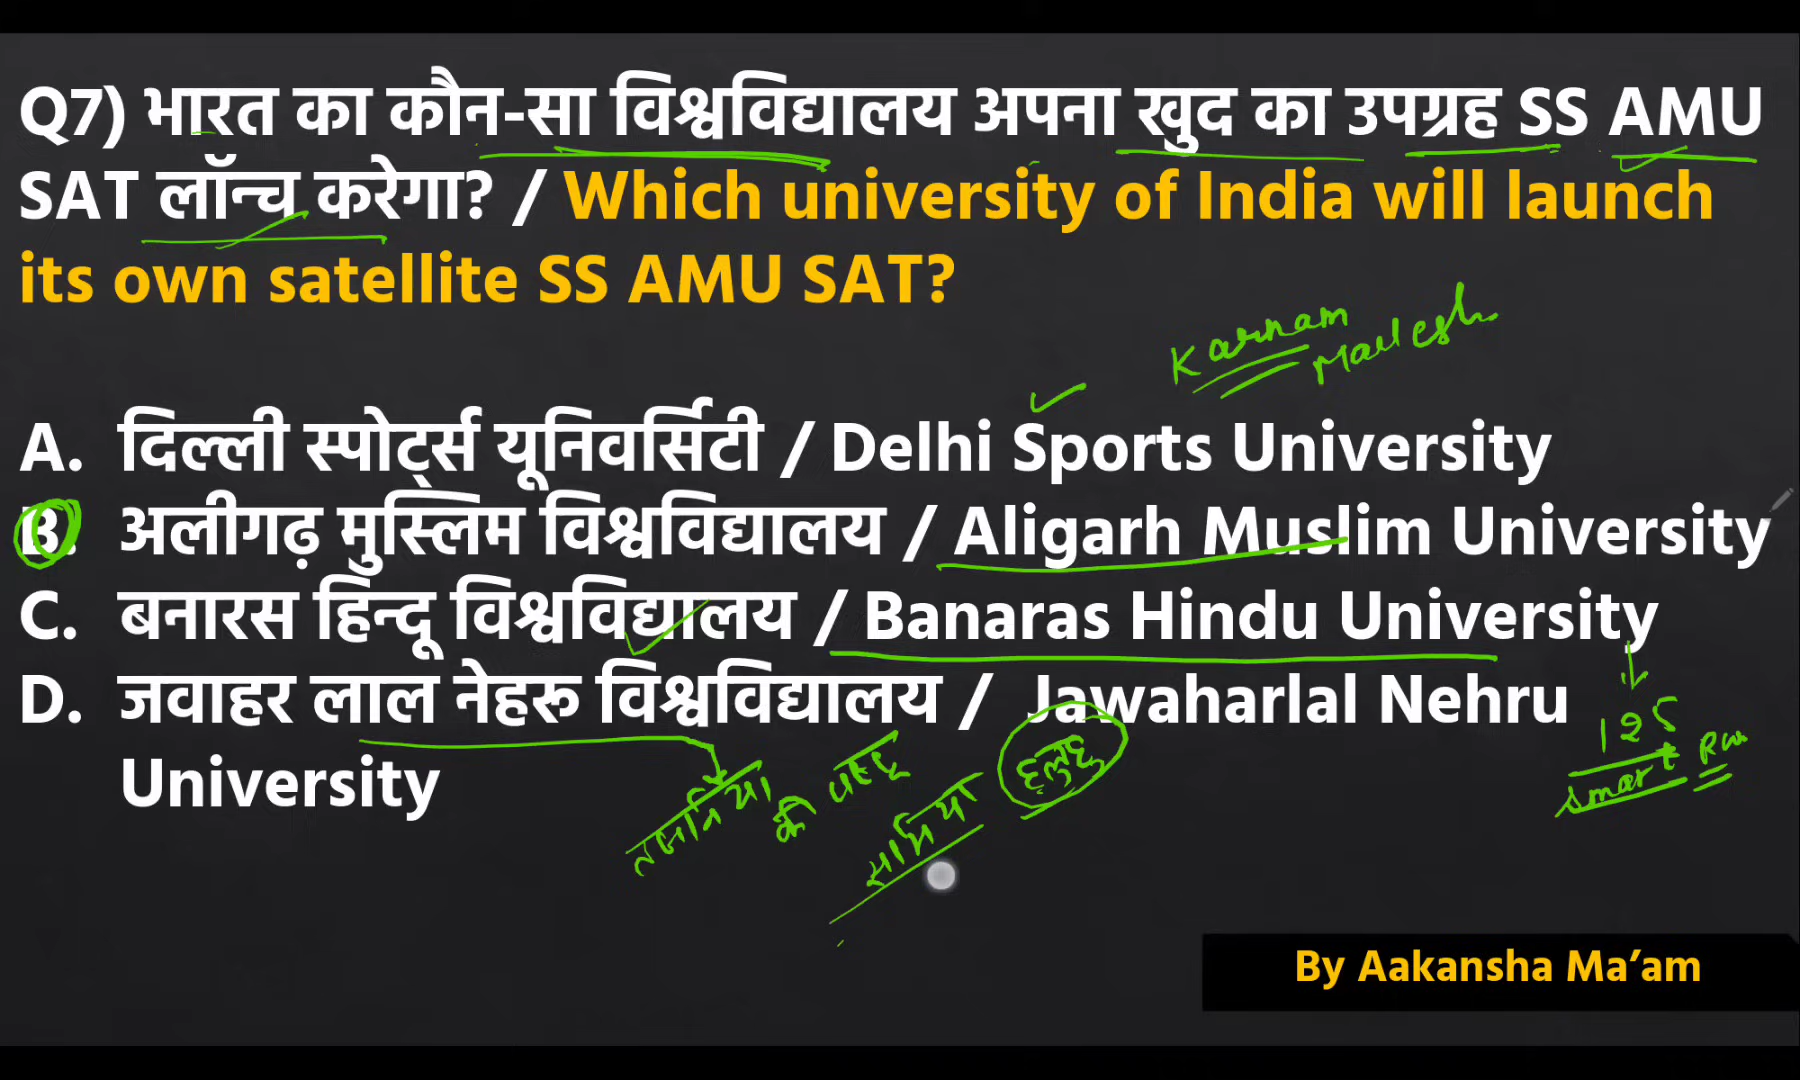 Q7) भारत का कौन-सा विश्वविद्यालय अपना खुद का उपग्रह SS AMU
SAT लॉन्च करेगा? / Which university of India will launch
its own satellite SS AMU SAT?
Karnam
Mallesh
A. दिल्ली स्पोर्ट्स यूनिवर्सिटी / Delhi Sports University
B. अलीगढ़ मुस्लिम विश्वविद्यालय / Aligarh Muslim University
C. बनारस हिन्दू विश्वविद्यालय / Banaras Hindu University
D. जवाहर लाल नेहरू विश्वविद्यालय / Jawaharlal Nehru
University
125
Smart
की
सामिया
By Aakansha Ma’am